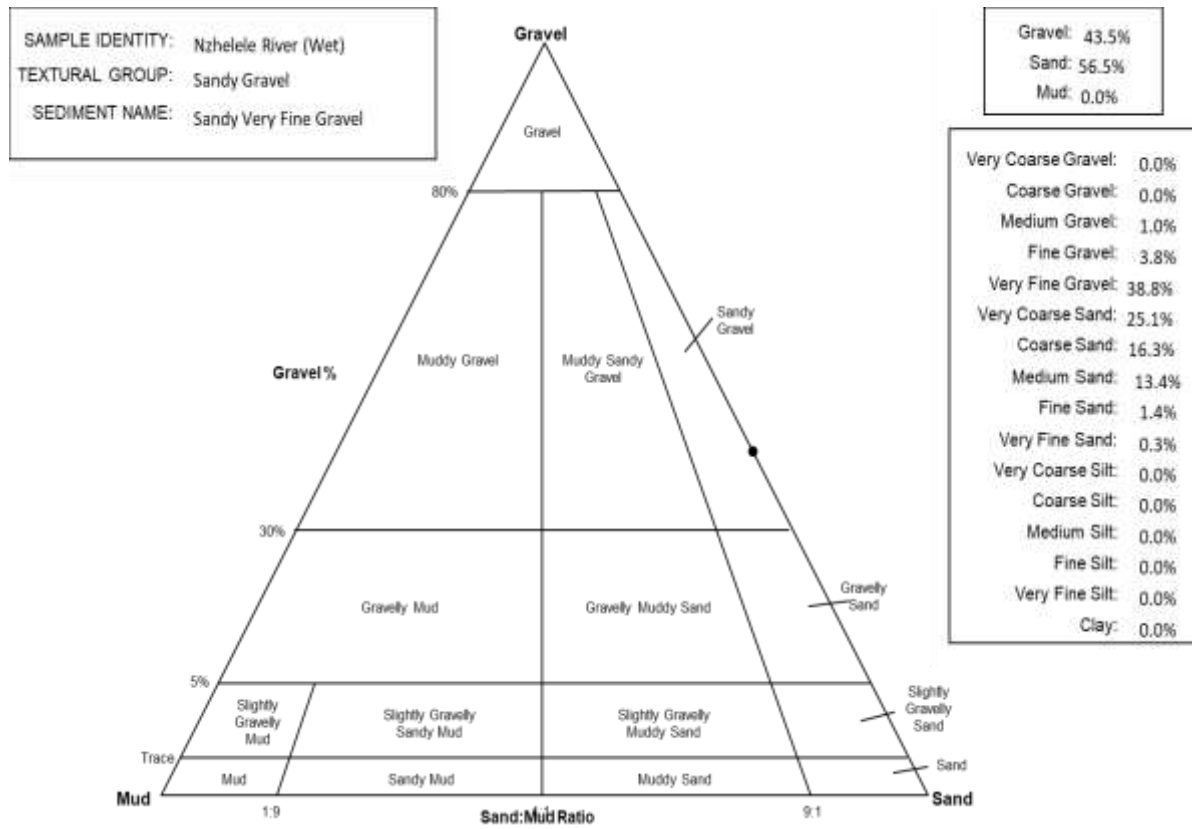 SAMPLE IDENTITY: Nzhelele River (Wet)
TEXTURAL GROUP: Sandy Gravel
SEDIMENT NAME: Sandy Very Fine Gravel
Gravel
Gravel: 43.5%
Sand: 56.5%
Mud: 0.0%
Gravel
80%
Sandy
Gravel
Muddy Gravel
Muddy Sandy
Gravel
Gravel %
30%
Gravelly Mud
Gravelly Muddy Sand
Gravelly
Sand
5%
Slightly
Gravelly
Mud
Slightly Gravelly
Sandy Mud
Slightly Gravelly
Muddy Sand
Slightly
Gravelly
Sand
Trace
Mud
Sandy Mud
Muddy Sand
Sand
Mud
Sand
1:9
9:1
Sand:Mud Ratio
Very Coarse Gravel: 0.0%
Coarse Gravel: 0.0%
Medium Gravel: 1.0%
Fine Gravel: 3.8%
Very Fine Gravel: 38.8%
Very Coarse Sand: 25.1%
Coarse Sand: 16.3%
Medium Sand: 13.4%
Fine Sand: 1.4%
Very Fine Sand: 0.3%
Very Coarse Silt: 0.0%
Coarse Silt: 0.0%
Medium Silt: 0.0%
Fine Silt: 0.0%
Very Fine Silt: 0.0%
Clay: 0.0%